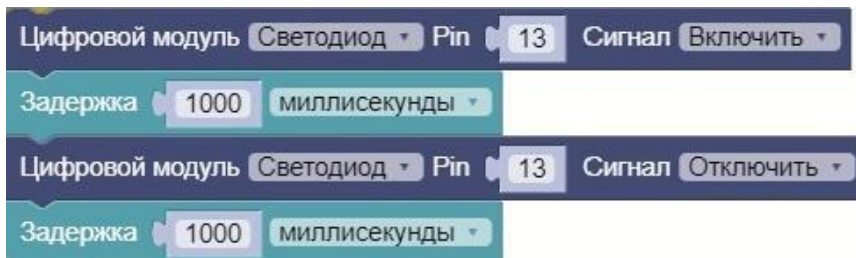 Цифровой модуль Светодиод Pin 13 Сигнал Включить
Задержка 1000 миллисекунды
Цифровой модуль Светодиод Pin 13 Сигнал Отключить
Задержка 1000 миллисекунды